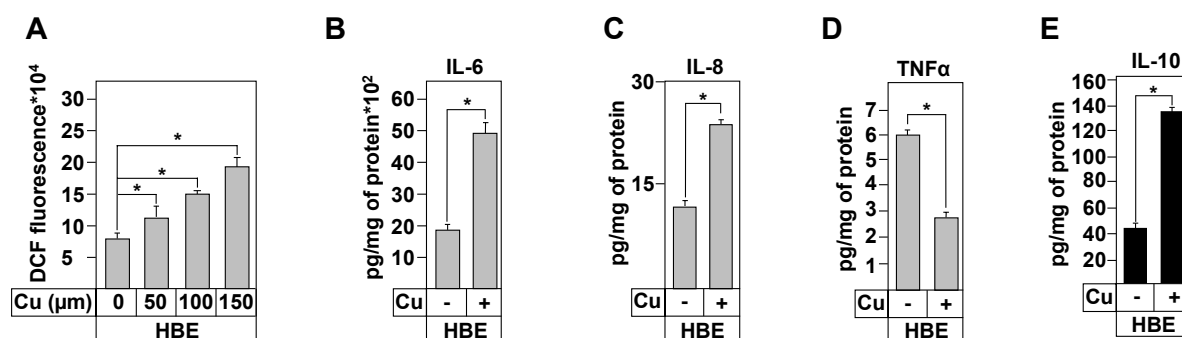 A
DCF fluorescence*10⁴
30
25
20
15
10
5
*
*
*
Cu (µm) 0 50 100 150
HBE
B
IL-6
pg/mg of protein*10²
60
50
40
30
20
10
*
Cu - +
HBE
C
IL-8
pg/mg of protein
30
15
*
Cu - +
HBE
D
TNFα
pg/mg of protein
7
6
5
4
3
2
1
*
Cu - +
HBE
E
IL-10
pg/mg of protein
160
140
120
100
80
60
40
20
*
Cu - +
HBE